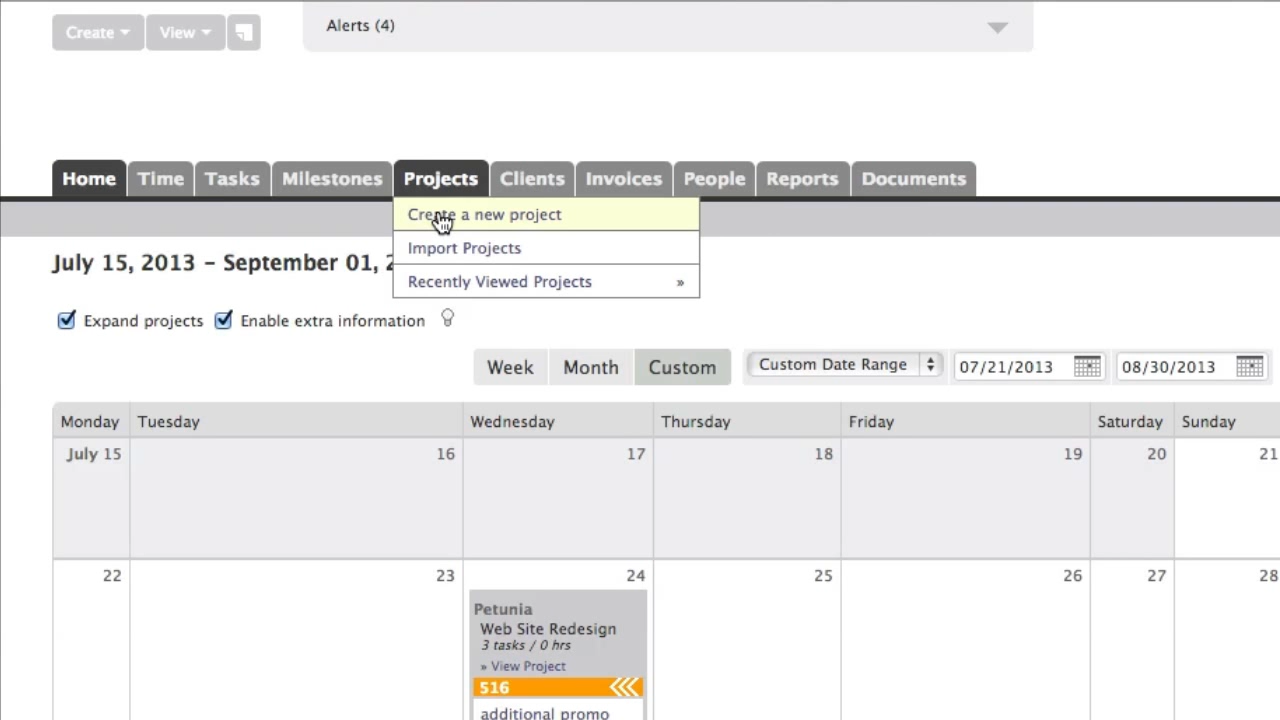 Create View
Alerts (4)
Home Time Tasks Milestones Projects Clients Invoices People Reports Documents
Create a new project
Import Projects
Recently Viewed Projects »
July 15, 2013 – September 01, 2
Expand projects Enable extra information
Week Month Custom Custom Date Range 07/21/2013 08/30/2013
Monday Tuesday Wednesday Thursday Friday Saturday Sunday
July 15 16 17 18 19 20 21
22 23 24 25 26 27 28
Petunia
Web Site Redesign
3 tasks / 0 hrs
» View Project
516
additional promo